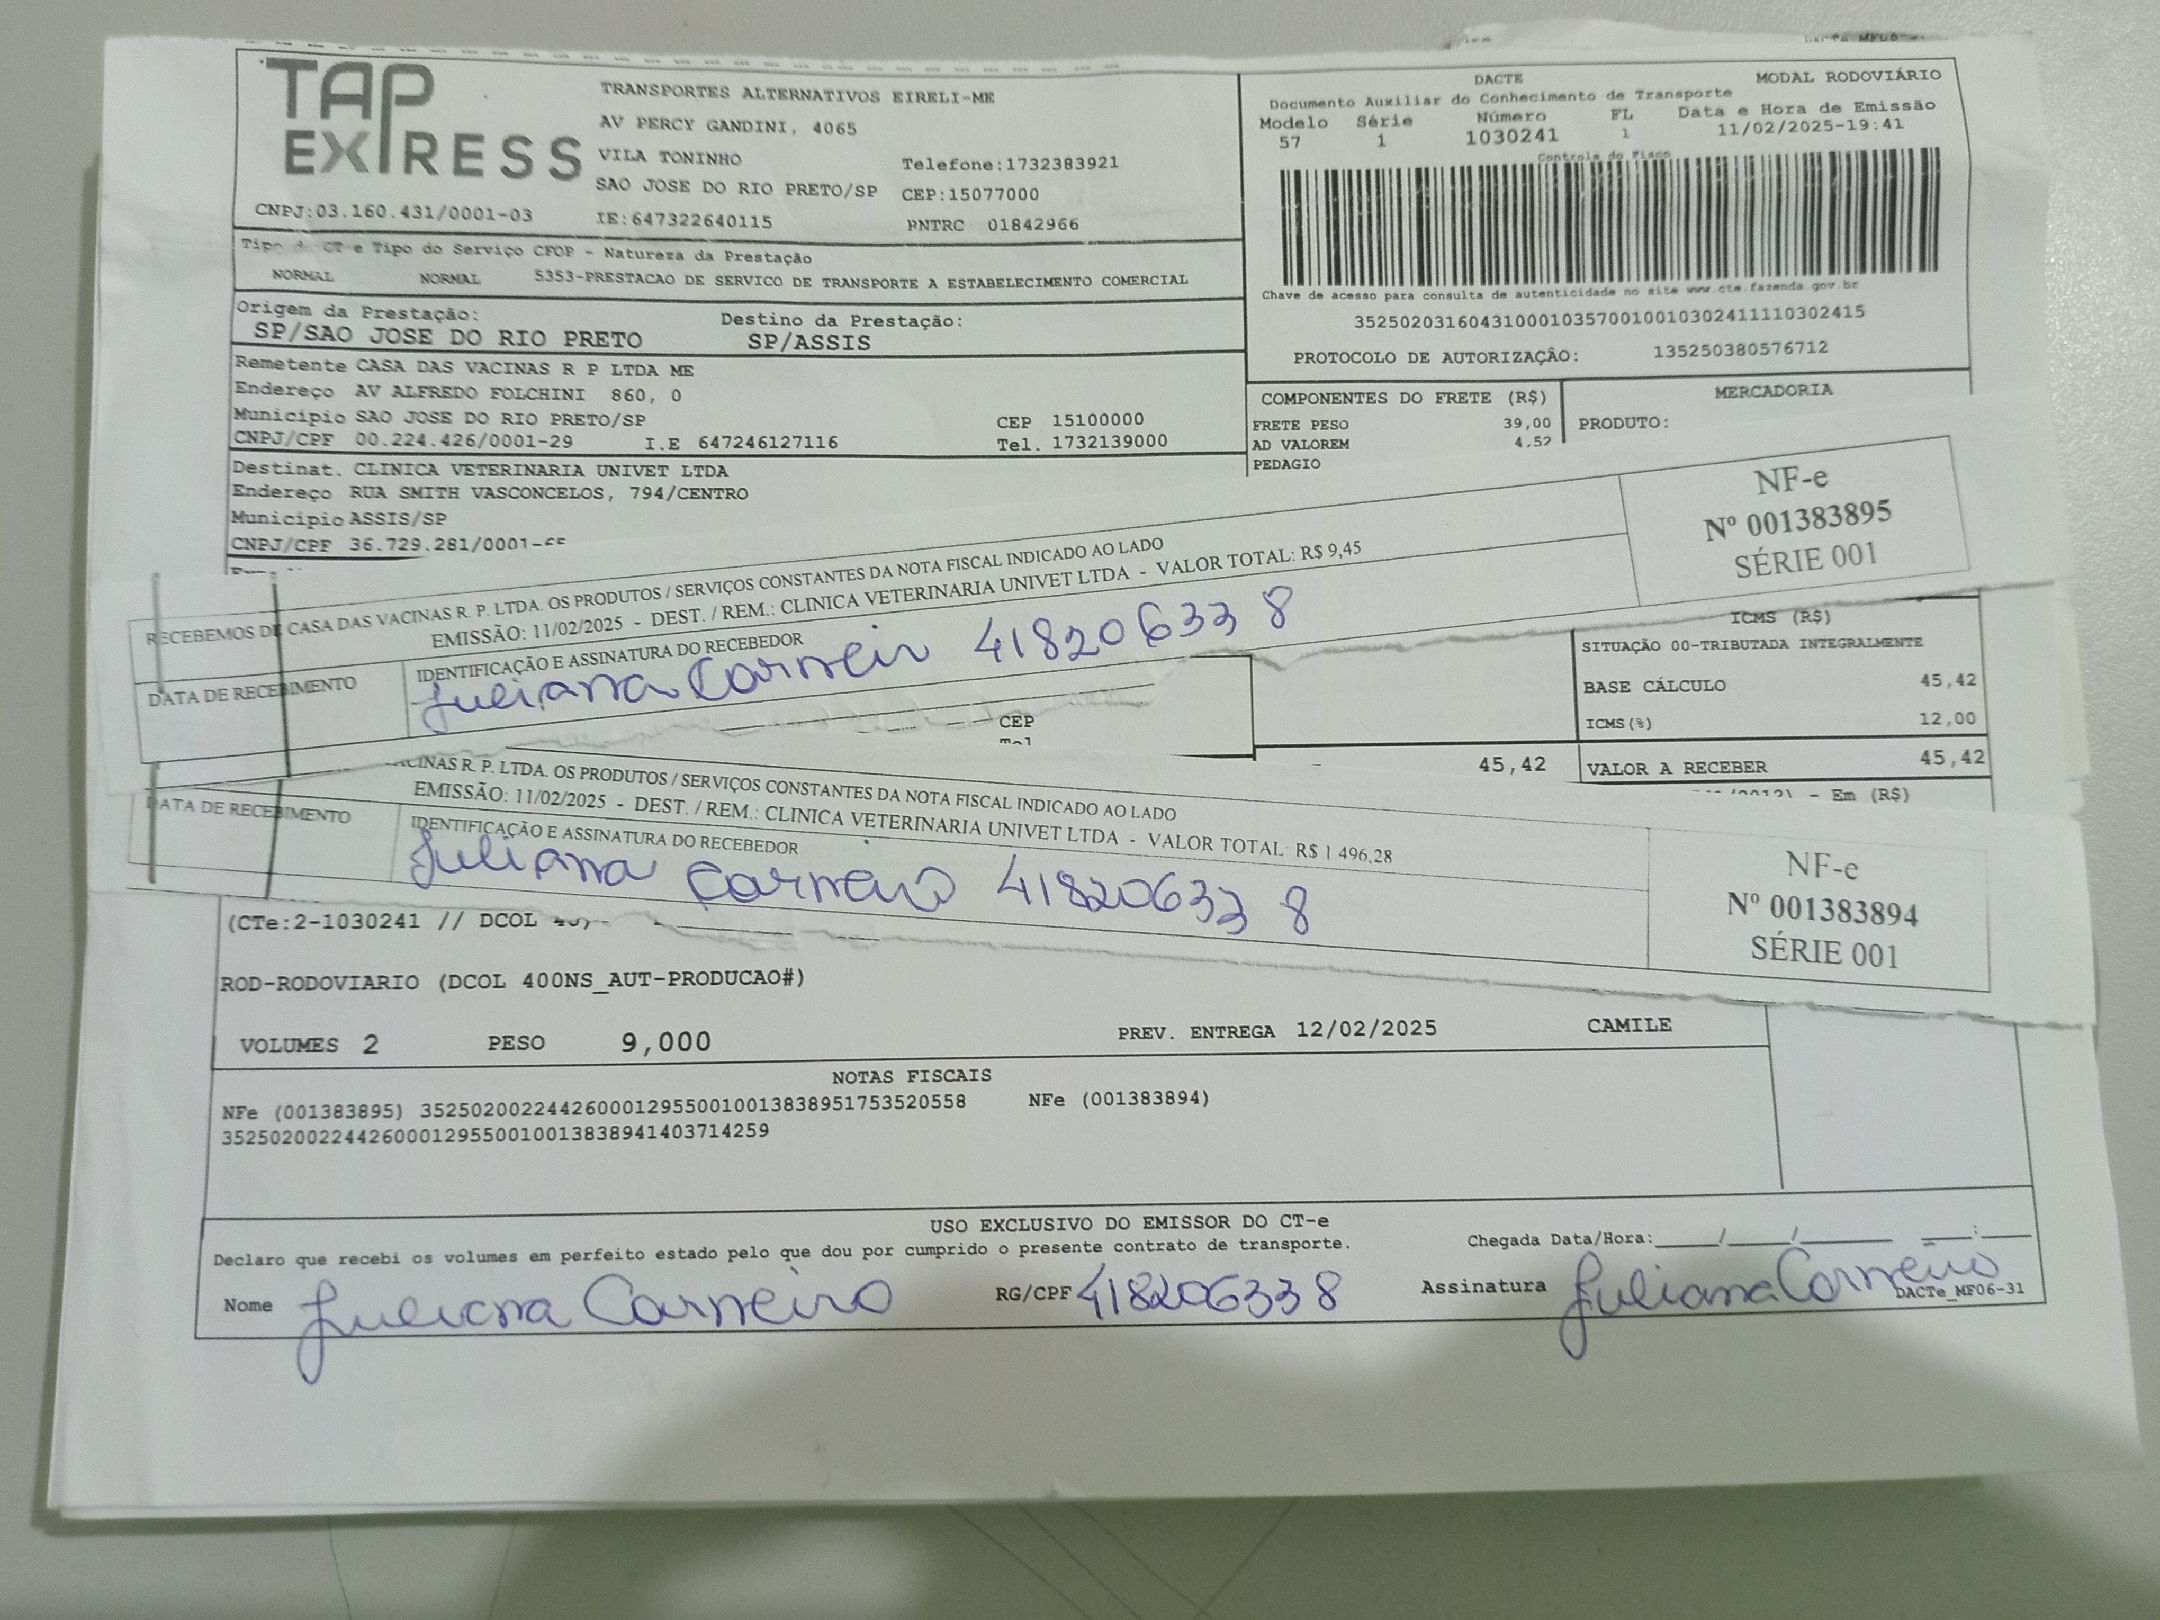 TAP EXPRESS
TRANSPORTES ALTERNATIVOS EIRELI-ME
AV PERCY GANDINI, 4065
VILA TONINHO Telefone:1732383921
SAO JOSE DO RIO PRETO/SP CEP:15077000
CNPJ:03.160.431/0001-03 IE:647322640115 RNTRC 01842966
DACTE MODAL RODOVIÁRIO
Documento Auxiliar do Conhecimento de Transporte
Modelo Série Número FL Data e Hora de Emissão
57 1 1030241 1 11/02/2025-19:41
Controle do Fisco
Chave de acesso para consulta de autenticidade no site www.cte.fazenda.gov.br
35250203160431000103570010010302411110302415
PROTOCOLO DE AUTORIZAÇÃO: 135250380576712
Tipo CT e Tipo do Serviço CFOP - Natureza da Prestação
NORMAL NORMAL 5353-PRESTACAO DE SERVICO DE TRANSPORTE A ESTABELECIMENTO COMERCIAL
Origem da Prestação: Destino da Prestação:
SP/SAO JOSE DO RIO PRETO SP/ASSIS
Remetente CASA DAS VACINAS R P LTDA ME
Endereço AV ALFREDO FOLCHINI 860, 0
Município SAO JOSE DO RIO PRETO/SP CEP 15100000
CNPJ/CPF 00.224.426/0001-29 I.E 647246127116 Tel. 1732139000
COMPONENTES DO FRETE (R$) MERCADORIA
FRETE PESO 39,00 PRODUTO:
AD VALOREM 4,52
PEDAGIO
Destinat. CLINICA VETERINARIA UNIVET LTDA
Endereço RUA SMITH VASCONCELOS, 794/CENTRO
Município ASSIS/SP
CNPJ/CPF 36.729.281/0001-
RECEBEMOS DE CASA DAS VACINAS R. P. LTDA. OS PRODUTOS / SERVIÇOS CONSTANTES DA NOTA FISCAL INDICADO AO LADO
EMISSÃO: 11/02/2025 - DEST. / REM.: CLINICA VETERINARIA UNIVET LTDA - VALOR TOTAL: R$ 9,45
DATA DE RECEBIMENTO IDENTIFICAÇÃO E ASSINATURA DO RECEBEDOR
Juliana Carneir 418206338
NF-e
Nº 001383895
SÉRIE 001
ICMS (R$)
SITUAÇÃO 00-TRIBUTADA INTEGRALMENTE
BASE CÁLCULO 45,42
ICMS(%) 12,00
CEP
45,42 VALOR A RECEBER 45,42
- Em (R$)
VACINAS R. P. LTDA. OS PRODUTOS / SERVIÇOS CONSTANTES DA NOTA FISCAL INDICADO AO LADO
EMISSÃO: 11/02/2025 - DEST. / REM.: CLINICA VETERINARIA UNIVET LTDA - VALOR TOTAL: R$ 1 496,28
DATA DE RECEBIMENTO IDENTIFICAÇÃO E ASSINATURA DO RECEBEDOR
Juliana Carneiro 418206338
NF-e
Nº 001383894
SÉRIE 001
(CTe:2-1030241 // DCOL
ROD-RODOVIARIO (DCOL 400NS_AUT-PRODUCAO#)
VOLUMES 2 PESO 9,000 PREV. ENTREGA 12/02/2025 CAMILE
NOTAS FISCAIS
NFe (001383895) 35250200224426000129550010013838951753520558 NFe (001383894)
35250200224426000129550010013838941403714259
USO EXCLUSIVO DO EMISSOR DO CT-e
Declaro que recebi os volumes em perfeito estado pelo que dou por cumprido o presente contrato de transporte. Chegada Data/Hora:____/____/______ ___:___
Nome Juliana Carneiro RG/CPF 418206338 Assinatura Juliana Carneiro
DACTe_MF06-31